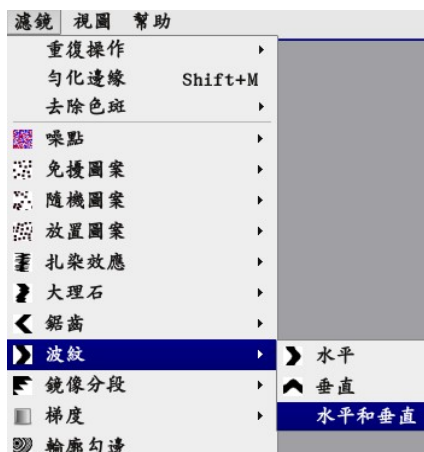 濾鏡 視圖 幫助
重復操作
勻化邊緣 Shift+M
去除色斑
噪點
免擾圖案
隨機圖案
放置圖案
扎染效應
大理石
鋸齒
波紋
水平
鏡像分段
垂直
梯度
水平和垂直
輪廓勾邊